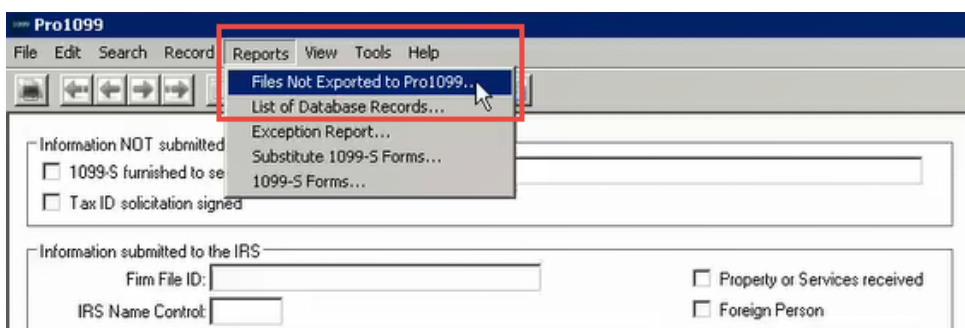 Pro1099
File Edit Search Record Reports View Tools Help
Files Not Exported to Pro1099...
List of Database Records...
Exception Report...
Substitute 1099-S Forms...
1099-S Forms...
Information NOT submitted
1099-S furnished to se
Tax ID solicitation signed
Information submitted to the IRS
Firm File ID:
Property or Services received
IRS Name Control:
Foreign Person